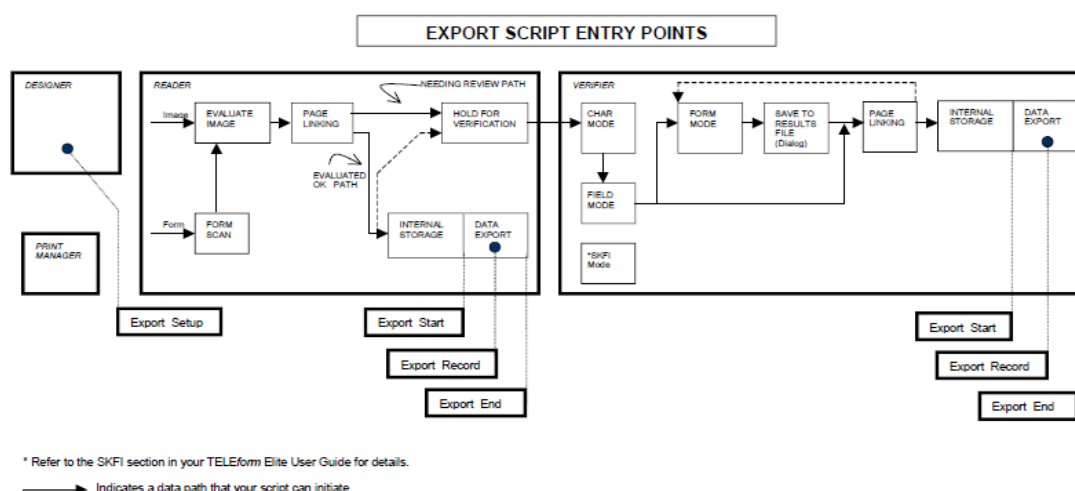 EXPORT SCRIPT ENTRY POINTS
DESIGNER
READER
NEEDING REVIEW PATH
VERIFIER
Image
EVALUATE
IMAGE
PAGE
LINKING
HOLD FOR
VERIFICATION
CHAR
MODE
FORM
MODE
SAVE TO
RESULTS
FILE
(Dialog)
PAGE
LINKING
INTERNAL
STORAGE
DATA
EXPORT
EVALUATED
OK PATH
FIELD
MODE
Form
FORM
SCAN
INTERNAL
STORAGE
DATA
EXPORT
PRINT
MANAGER
*SKFI
Mode
Export Setup
Export Start
Export Record
Export End
Export Start
Export Record
Export End
* Refer to the SKFI section in your TELEform Elite User Guide for details.
Indicates a data path that your script can initiate